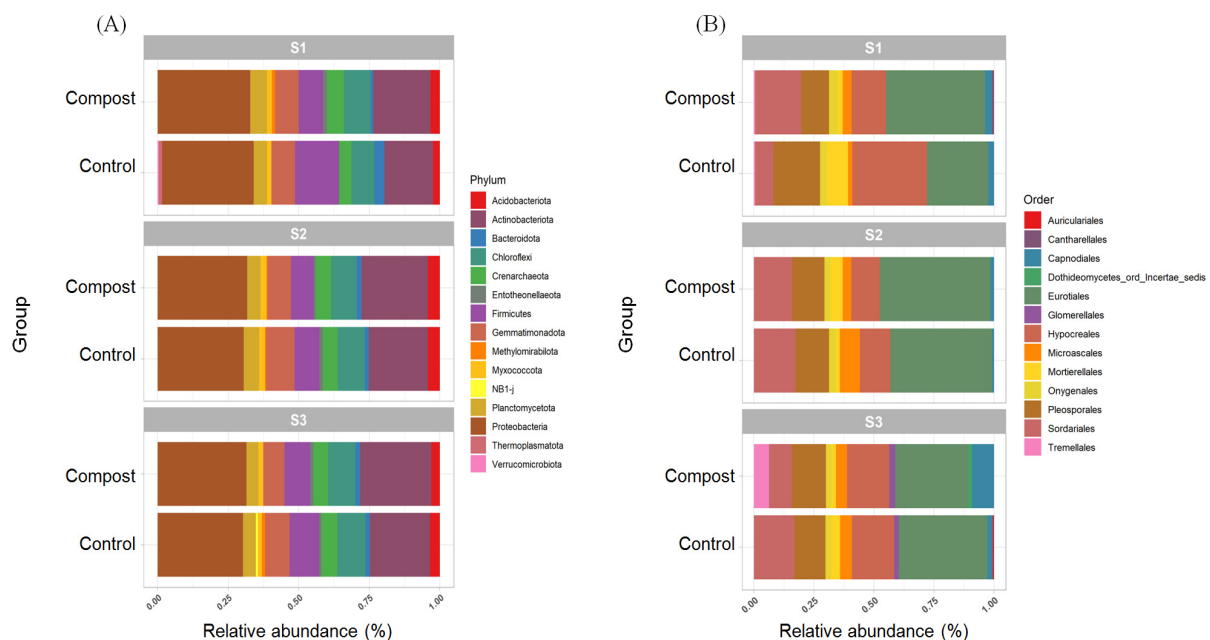 (A)
S1
Compost
Control
S2
Compost
Control
S3
Compost
Control
Group
0.00 0.25 0.50 0.75 1.00
Relative abundance (%)
Phylum
Acidobacteriota
Actinobacteriota
Bacteroidota
Chloroflexi
Crenarchaeota
Entotheonellaeota
Firmicutes
Gemmatimonadota
Methylomirabilota
Myxococcota
NB1-j
Planctomycetota
Proteobacteria
Thermoplasmatota
Verrucomicrobiota
(B)
S1
Compost
Control
S2
Compost
Control
S3
Compost
Control
Group
0.00 0.25 0.50 0.75 1.00
Relative abundance (%)
Order
Auriculariales
Cantharellales
Capnodiales
Dothideomycetes_ord_Incertae_sedis
Eurotiales
Glomerellales
Hypocreales
Microascales
Mortierellales
Onygenales
Pleosporales
Sordariales
Tremellales